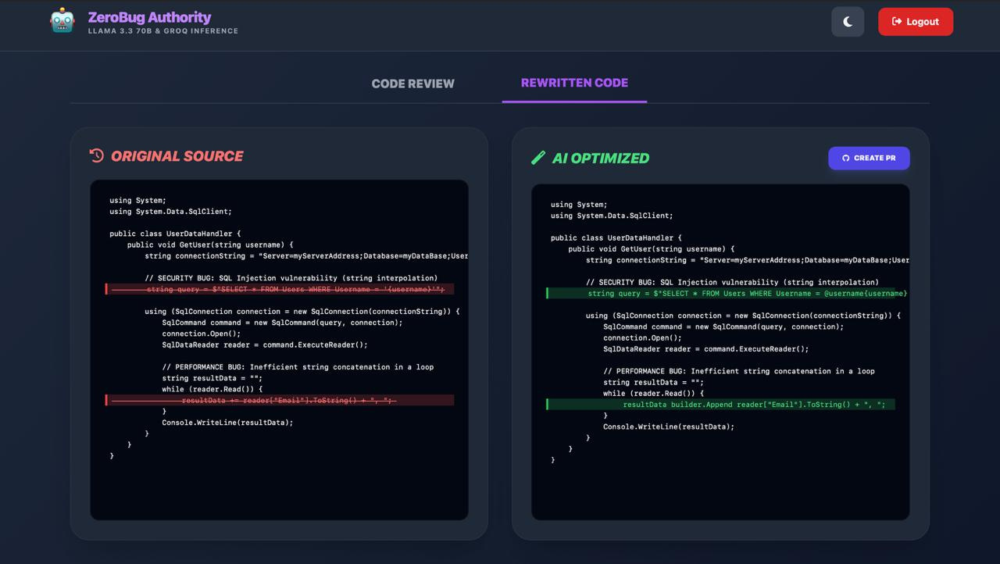 ZeroBug Authority
LLAMA 3.3 70B & GROQ INFERENCE
Logout
CODE REVIEW
REWRITTEN CODE
ORIGINAL SOURCE
using System;
using System.Data.SqlClient;
public class UserDataHandler {
public void GetUser(string username) {
string connectionString = "Server=myServerAddress;Database=myDataBase;User
// SECURITY BUG: SQL Injection vulnerability (string interpolation)
string query = $"SELECT * FROM Users WHERE Username = '{username}'";
using (SqlConnection connection = new SqlConnection(connectionString)) {
SqlCommand command = new SqlCommand(query, connection);
connection.Open();
SqlDataReader reader = command.ExecuteReader();
// PERFORMANCE BUG: Inefficient string concatenation in a loop
string resultData = "";
while (reader.Read()) {
resultData += reader["Email"].ToString() + ", ";
}
Console.WriteLine(resultData);
}
}
}
AI OPTIMIZED
CREATE PR
using System;
using System.Data.SqlClient;
public class UserDataHandler {
public void GetUser(string username) {
string connectionString = "Server=myServerAddress;Database=myDataBase;User
// SECURITY BUG: SQL Injection vulnerability (string interpolation)
string query = $"SELECT * FROM Users WHERE Username = @username{username}
using (SqlConnection connection = new SqlConnection(connectionString)) {
SqlCommand command = new SqlCommand(query, connection);
connection.Open();
SqlDataReader reader = command.ExecuteReader();
// PERFORMANCE BUG: Inefficient string concatenation in a loop
string resultData = "";
while (reader.Read()) {
resultData builder.Append reader["Email"].ToString() + ", ";
}
Console.WriteLine(resultData);
}
}
}